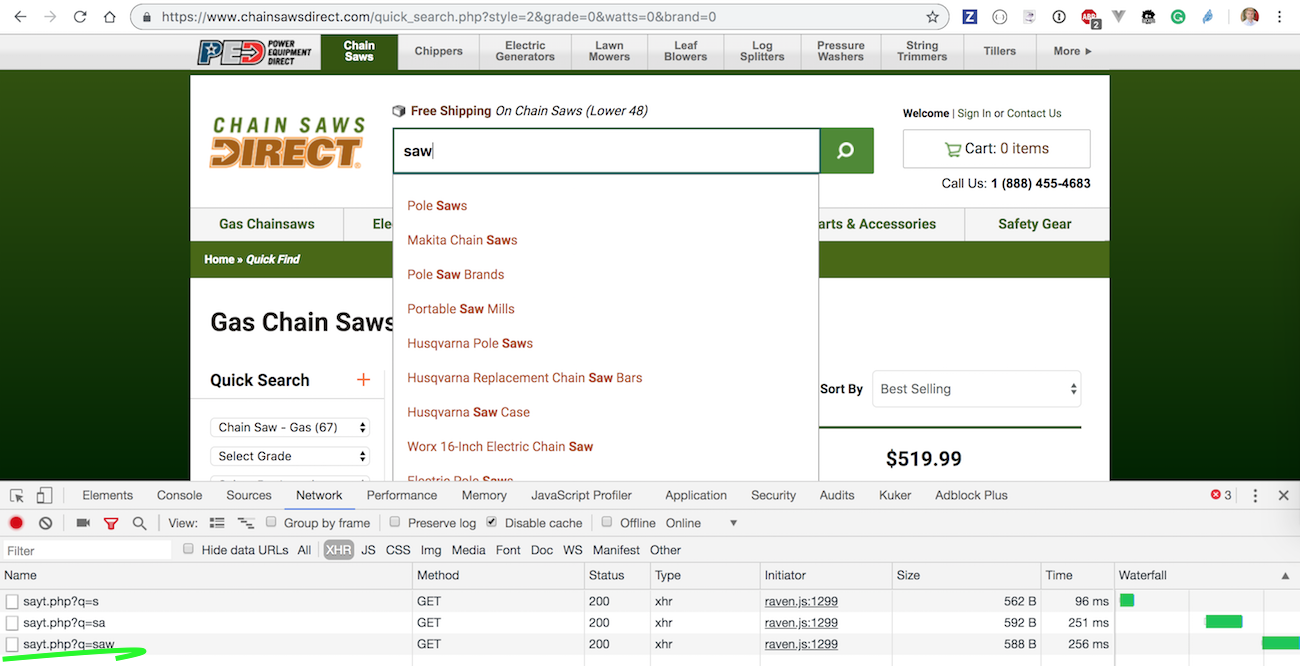 https://www.chainsawsdirect.com/quick_search.php?style=2&grade=0&watts=0&brand=0
Z ABP 2 G
PED POWER EQUIPMENT DIRECT
Chain Saws Chippers Electric Generators Lawn Mowers Leaf Blowers Log Splitters Pressure Washers String Trimmers Tillers More ▶
CHAIN SAWS
DIRECT
Free Shipping On Chain Saws (Lower 48)
saw
Welcome | Sign In or Contact Us
Cart: 0 items
Call Us: 1 (888) 455-4683
Gas Chainsaws Ele arts & Accessories Safety Gear
Home » Quick Find
Pole Saws
Makita Chain Saws
Pole Saw Brands
Portable Saw Mills
Husqvarna Pole Saws
Husqvarna Replacement Chain Saw Bars
Husqvarna Saw Case
Worx 16-Inch Electric Chain Saw
Electric Pole Saws
Gas Chain Saws
Quick Search +
Chain Saw - Gas (67)
Select Grade
Sort By Best Selling
$519.99
Elements Console Sources Network Performance Memory JavaScript Profiler Application Security Audits Kuker Adblock Plus 3
View: Group by frame Preserve log Disable cache Offline Online ▼
Filter Hide data URLs All XHR JS CSS Img Media Font Doc WS Manifest Other
Name Method Status Type Initiator Size Time Waterfall ▲
sayt.php?q=s GET 200 xhr raven.js:1299 562 B 96 ms
sayt.php?q=sa GET 200 xhr raven.js:1299 592 B 251 ms
sayt.php?q=saw GET 200 xhr raven.js:1299 588 B 256 ms